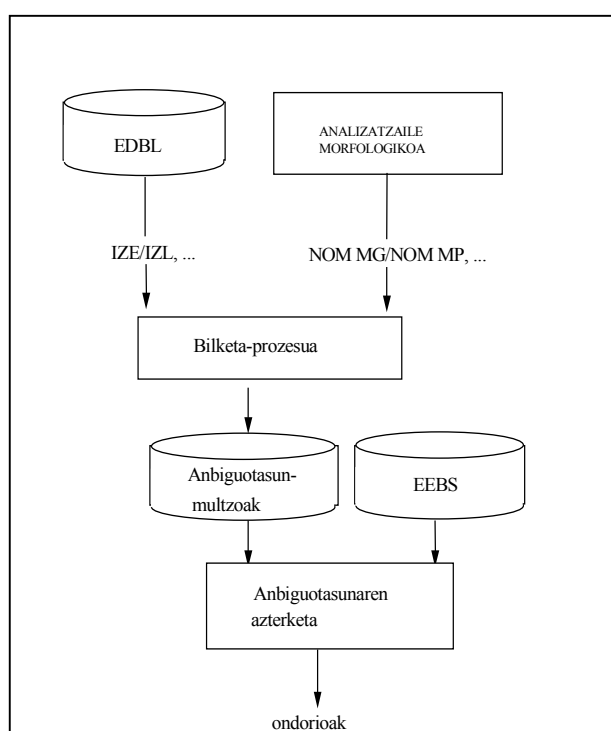 EDBL
ANALIZATZAILE
MORFOLOGIKOA
IZE/IZL, ...
NOM MG/NOM MP, ...
Bilketa-prozesua
Anbiguotasun-
multzoak
EEBS
Anbiguotasunaren
azterketa
ondorioak